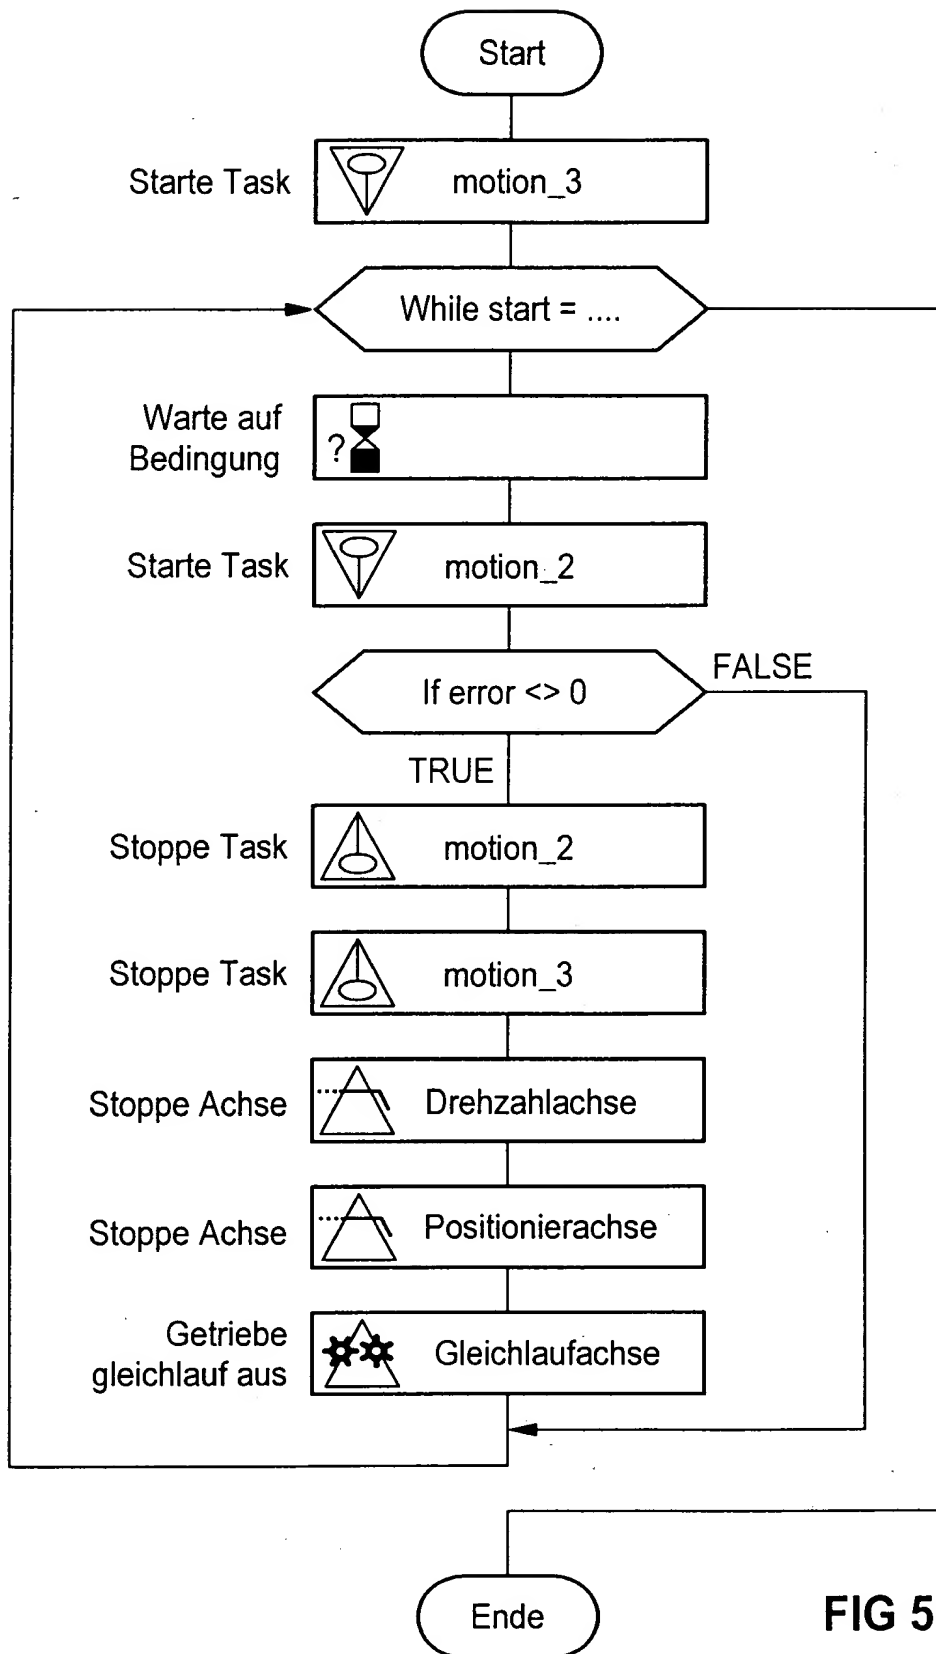 Start
Starte Task
motion_3
While start = ....
Warte auf
Bedingung
?
Starte Task
motion_2
If error <> 0
FALSE
TRUE
Stoppe Task
motion_2
Stoppe Task
motion_3
Stoppe Achse
Drehzahlachse
Stoppe Achse
Positionierachse
Getriebe
gleichlauf aus
Gleichlaufachse
Ende
FIG 5